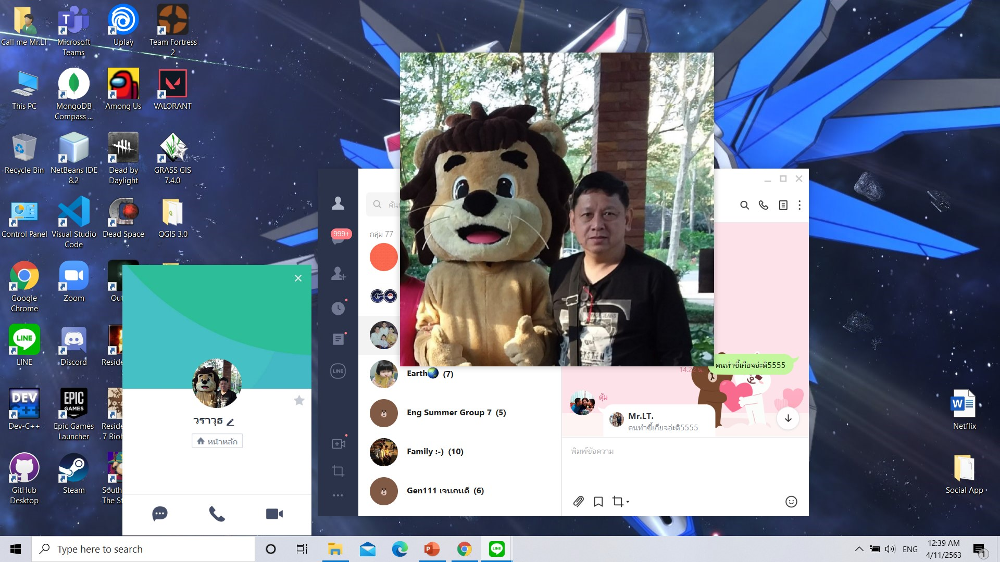 Call me Mr.LT
Microsoft
Teams
Uplay
Team Fortress
2
This PC
MongoDB
Compass ...
Among Us
VALORANT
Recycle Bin
NetBeans IDE
8.2
Dead by
Daylight
GRASS GIS
7.4.0
Control Panel
Visual Studio
Code
Dead Space
QGIS 3.0
Google
Chrome
Zoom
Out
LINE
LINE
Discord
Reside
DEV
C++
Dev-C++
EPIC
GAMES
Epic Games
Launcher
Reside
7 Bioh
GitHub
Desktop
Steam
South
The St
วราวุธ
หน้าหลัก
999+
LINE
กลุ่ม 77
GO
Earth (7)
Eng Summer Group 7 (5)
Family :-) (10)
Gen111 เจนคนดี (6)
SYSTEM
14.22 น.
คนทำขี้เกียจอ่ะดิ5555
ตุ้ม
Mr.LT.
คนทำขี้เกียจอ่ะดิ5555
พิมพ์ข้อความ
Netflix
Social App
Type here to search
LINE
ENG
12:39 AM
4/11/2563
1